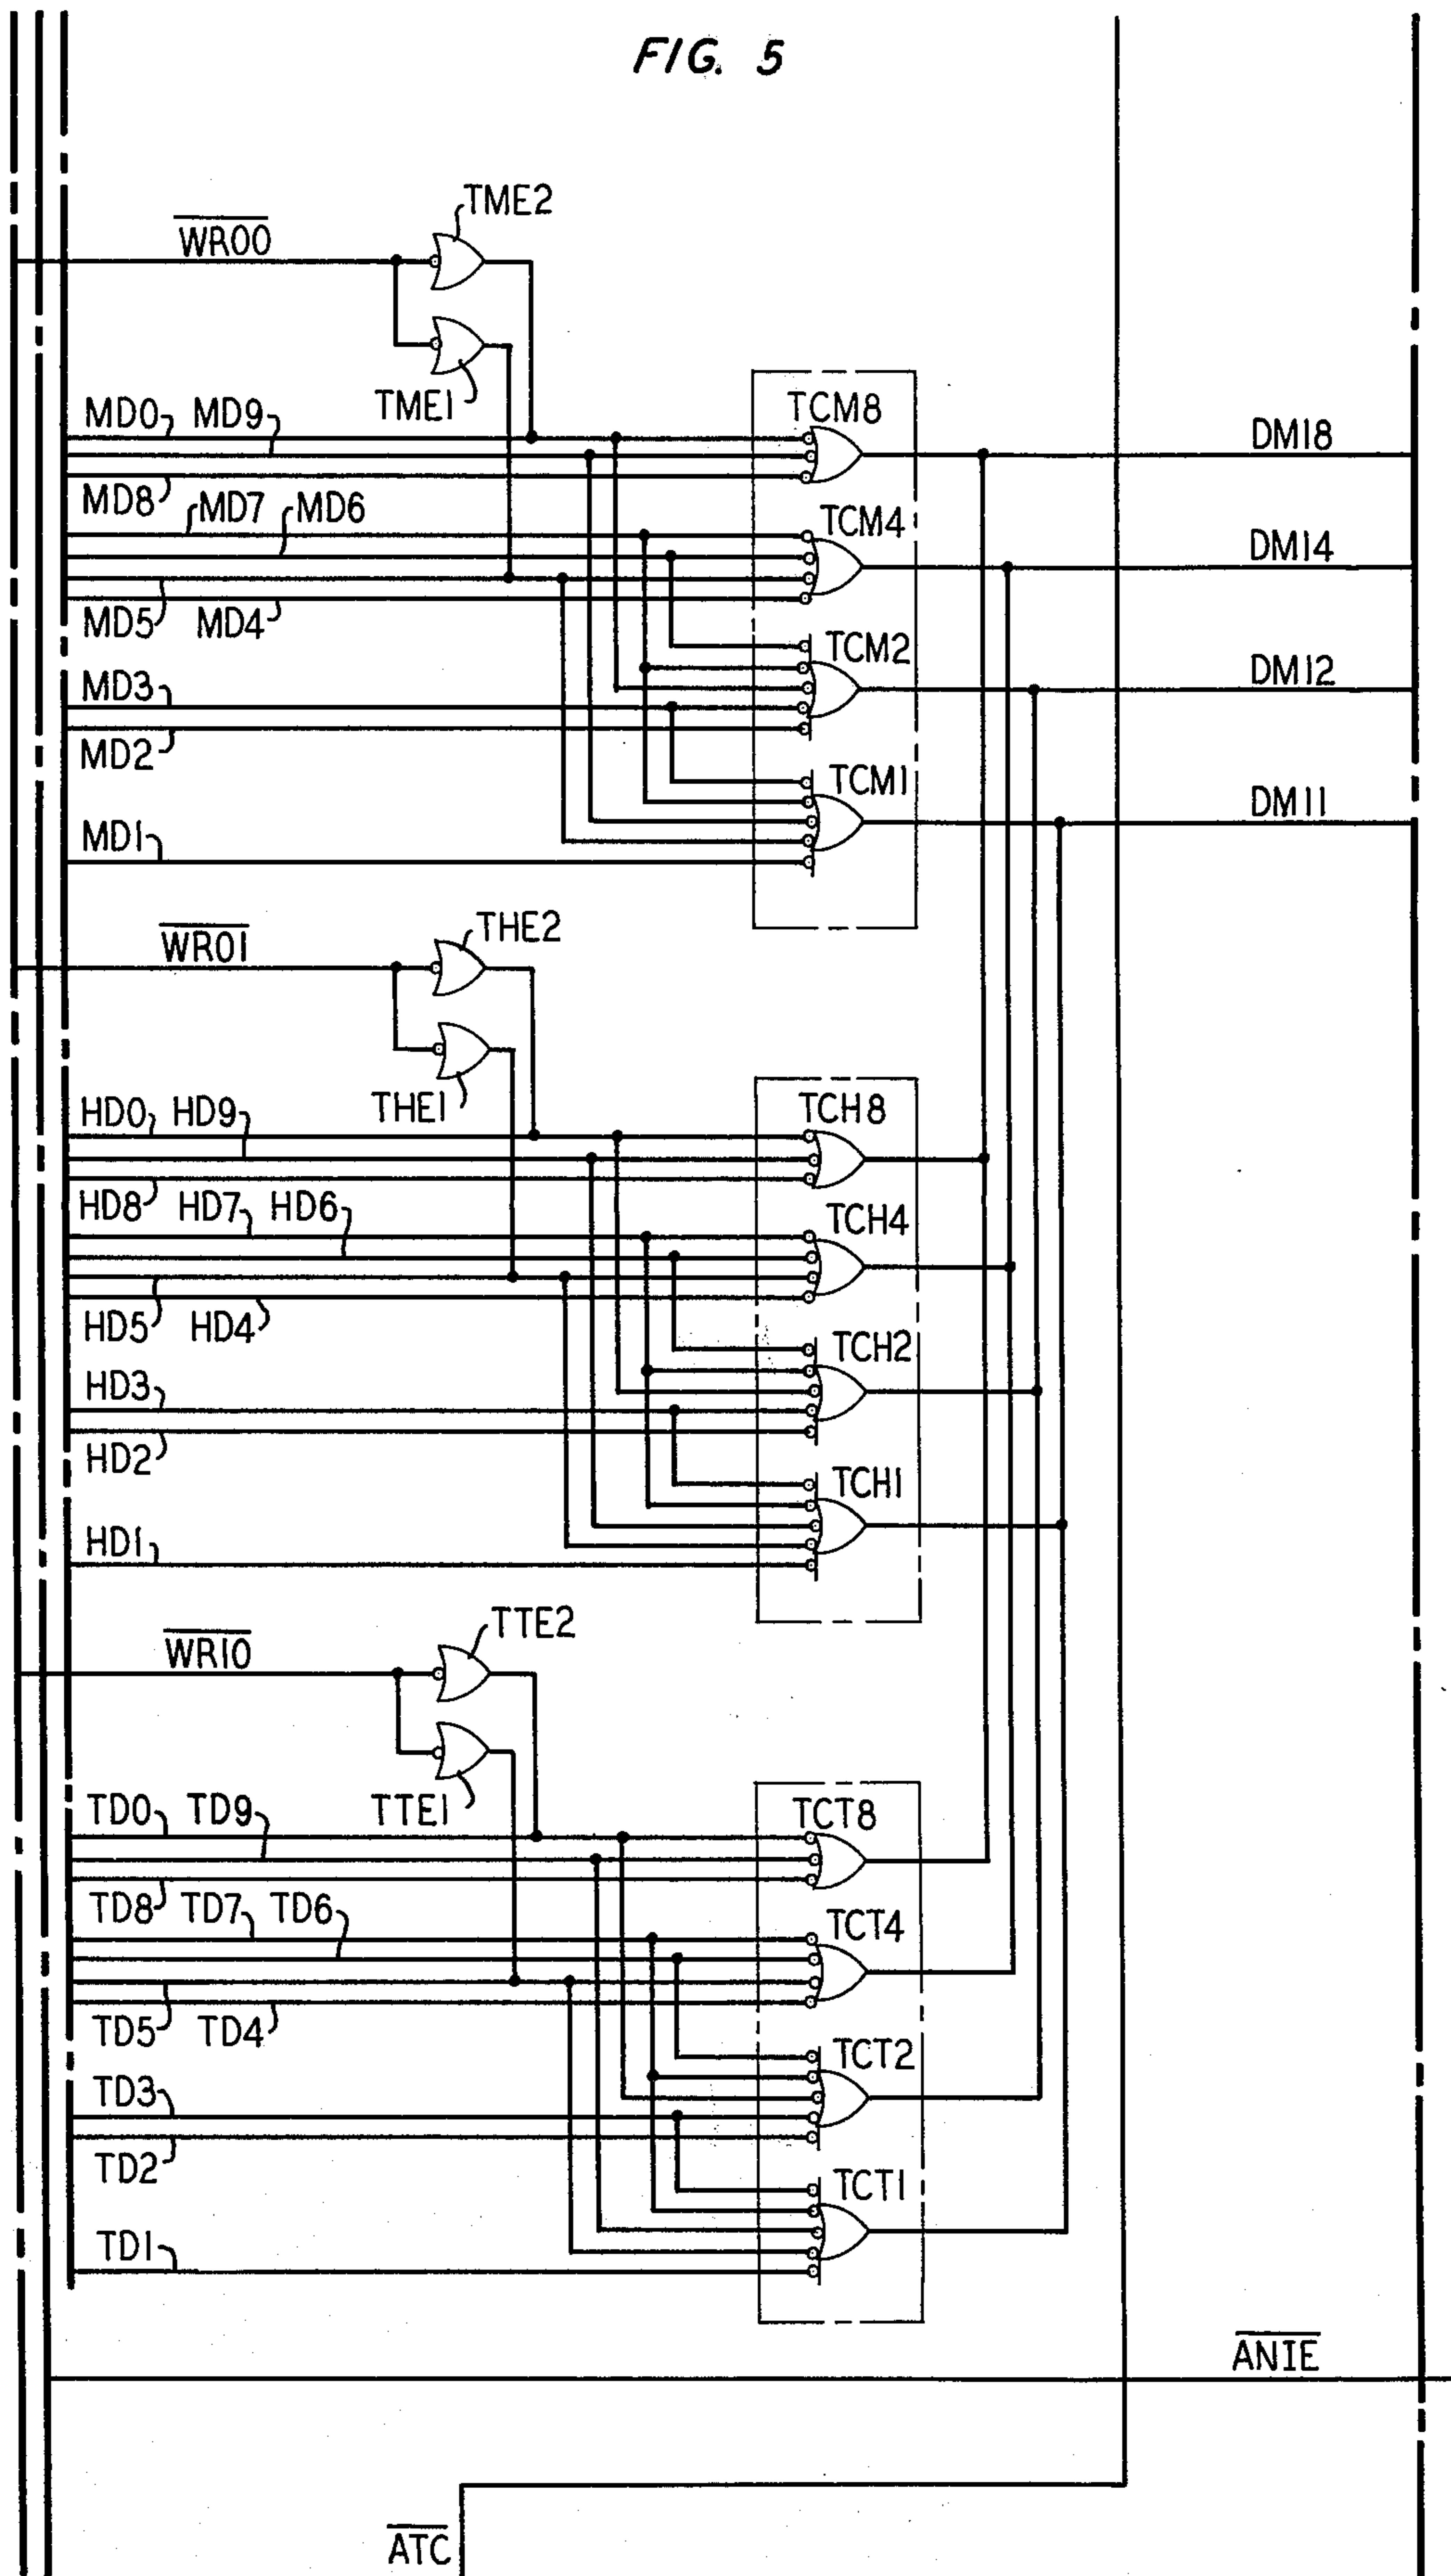 FIG. 5
TME2
WR00
TME1
MD0 MD9
TCM8
DM18
MD8 MD7 MD6
TCM4
DM14
MD5 MD4
TCM2
MD3
DM12
MD2
TCM1
DM11
MD1
THE2
WR01
THE1
HD0 HD9
TCH8
HD8 HD7 HD6
TCH4
HD5 HD4
TCH2
HD3
HD2
TCH1
HD1
TTE2
WR10
TTE1
TD0 TD9
TCT8
TD8 TD7 TD6
TCT4
TD5 TD4
TCT2
TD3
TD2
TCT1
TD1
ANIE
ATC